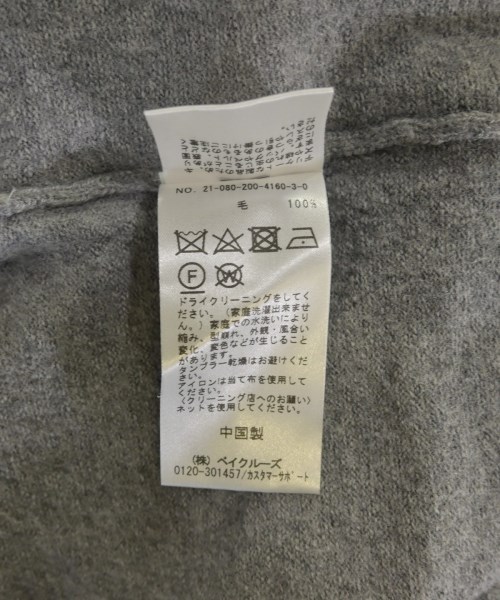 NO. 21-080-200-4160-3-0
毛 100%
F
W
ドライクリーニングをしてく
ださい。(家庭洗濯出来ませ
ん。)家庭での水洗いにより
縮み、型崩れ、外観・風合い
変化、変色などが生じること
があります。
タンブラー乾燥はお避けくだ
さい。
アイロンは当て布を使用して
ください。
〈クリーニング店へのお願い〉
ネットを使用してください。
中国製
(株) ベイクルーズ
0120-301457/カスタマーサポート